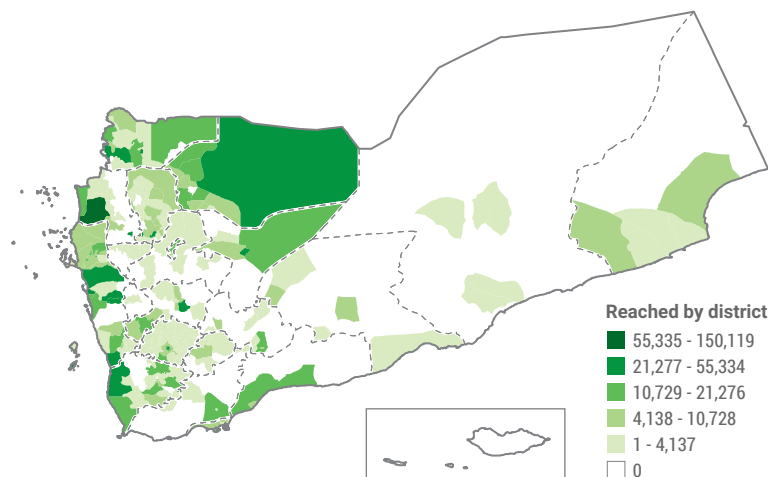 Reached by district
55,335 - 150,119
21,277 - 55,334
10,729 - 21,276
4,138 - 10,728
1 - 4,137
0